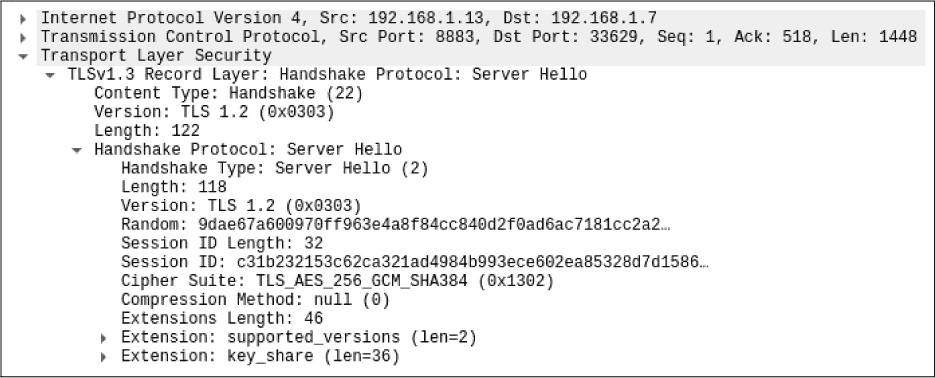 Internet Protocol Version 4, Src: 192.168.1.13, Dst: 192.168.1.7
Transmission Control Protocol, Src Port: 8883, Dst Port: 33629, Seq: 1, Ack: 518, Len: 1448
Transport Layer Security
TLSv1.3 Record Layer: Handshake Protocol: Server Hello
Content Type: Handshake (22)
Version: TLS 1.2 (0x0303)
Length: 122
Handshake Protocol: Server Hello
Handshake Type: Server Hello (2)
Length: 118
Version: TLS 1.2 (0x0303)
Random: 9dae67a600970ff963e4a8f84cc840d2f0ad6ac7181cc2a2…
Session ID Length: 32
Session ID: c31b232153c62ca321ad4984b993ece602ea85328d7d1586…
Cipher Suite: TLS_AES_256_GCM_SHA384 (0x1302)
Compression Method: null (0)
Extensions Length: 46
Extension: supported_versions (len=2)
Extension: key_share (len=36)